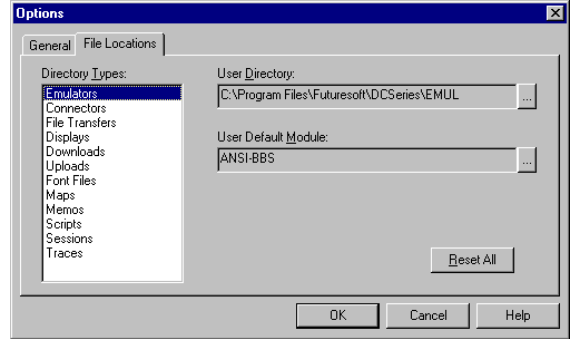 Options
General
File Locations
Directory Types:
Emulators
Connectors
File Transfers
Displays
Downloads
Uploads
Font Files
Maps
Memos
Scripts
Sessions
Traces
User Directory:
C:\Program Files\Futuresoft\DCSeries\EMUL
...
User Default Module:
ANSI-BBS
...
Reset All
OK
Cancel
Help